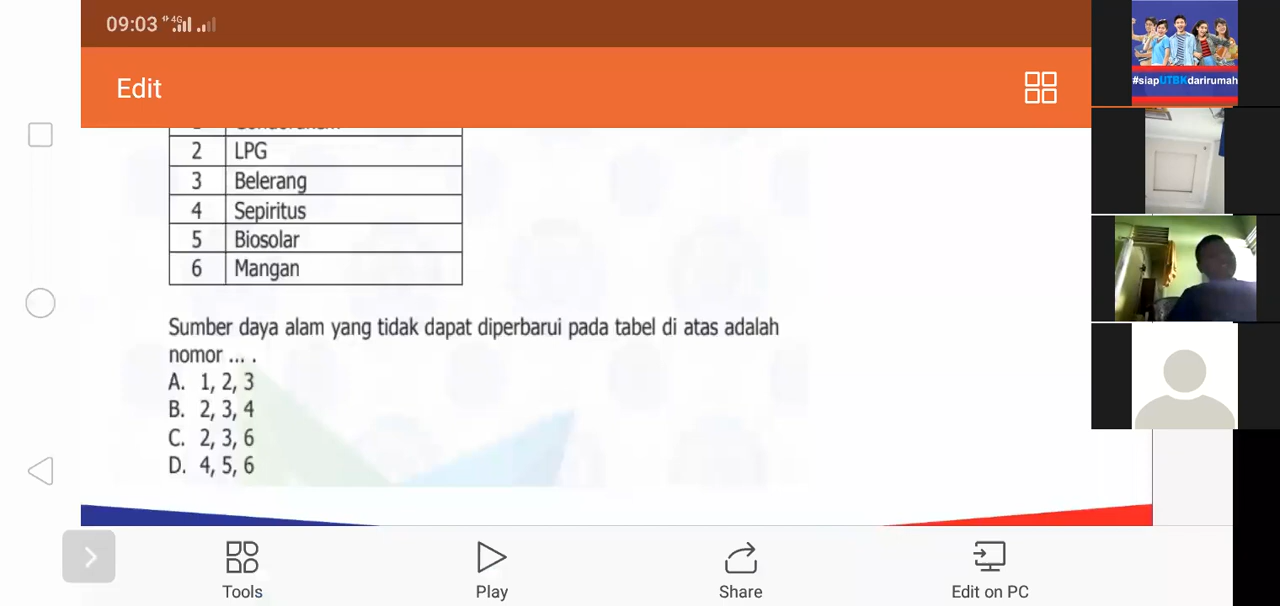 09:03 4G
Edit
#siapUTBKdarirumah
2 LPG
3 Belerang
4 Sepiritus
5 Biosolar
6 Mangan
Sumber daya alam yang tidak dapat diperbarui pada tabel di atas adalah
nomor ... .
A. 1, 2, 3
B. 2, 3, 4
C. 2, 3, 6
D. 4, 5, 6
Tools
Play
Share
Edit on PC